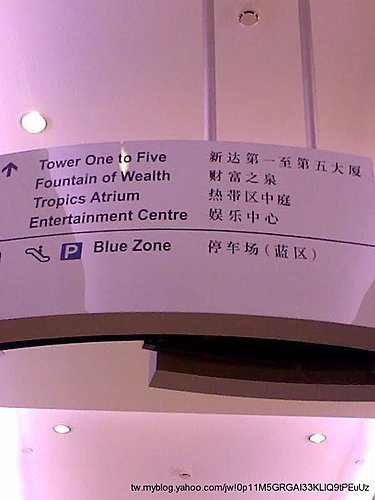 Tower One to Five 新达第一至第五大厦
Fountain of Wealth 财富之泉
Tropics Atrium 热带区中庭
Entertainment Centre 娱乐中心
P Blue Zone 停车场(蓝区)
tw.myblog.yahoo.com/jw!0p11M5GRGAI33KLIQ9tPEuUz